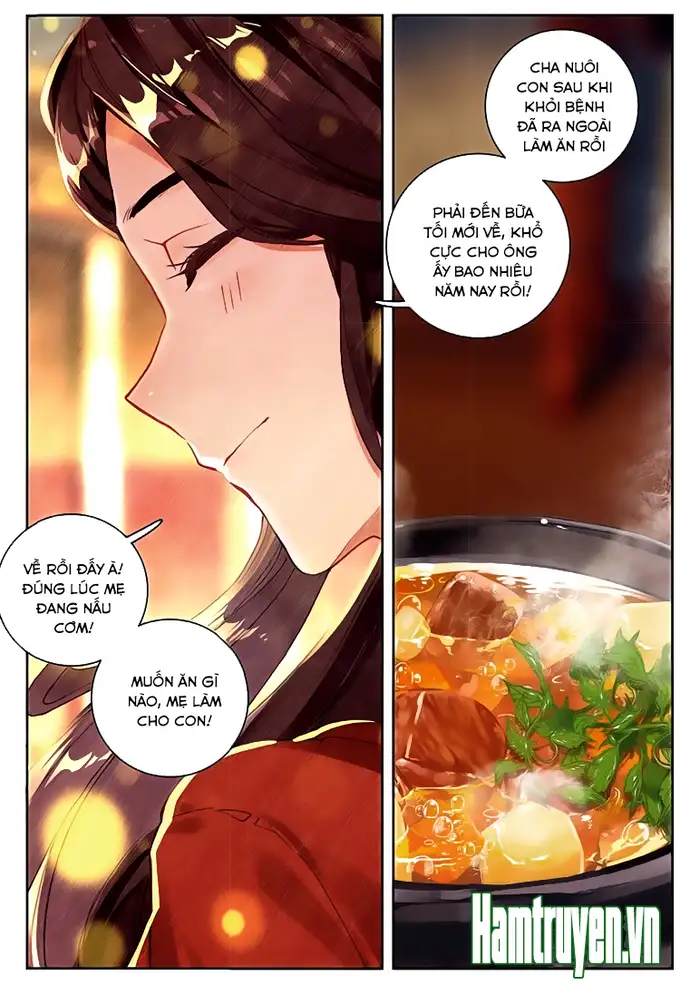 VỀ RỒI ĐẤY À!
ĐÚNG LÚC MẸ
ĐANG NẤU
CƠM!
MUỐN ĂN GÌ
NÀO, MẸ LÀM
CHO CON!
CHA NUÔI
CON SAU KHI
KHỎI BỆNH
ĐÃ RA NGOÀI
LÀM ĂN RỒI
PHẢI ĐẾN BỮA
TỐI MỚI VỀ, KHỔ
CỰC CHO ÔNG
ẤY BAO NHIÊU
NĂM NAY RỒI!
Hamtruyen.vn